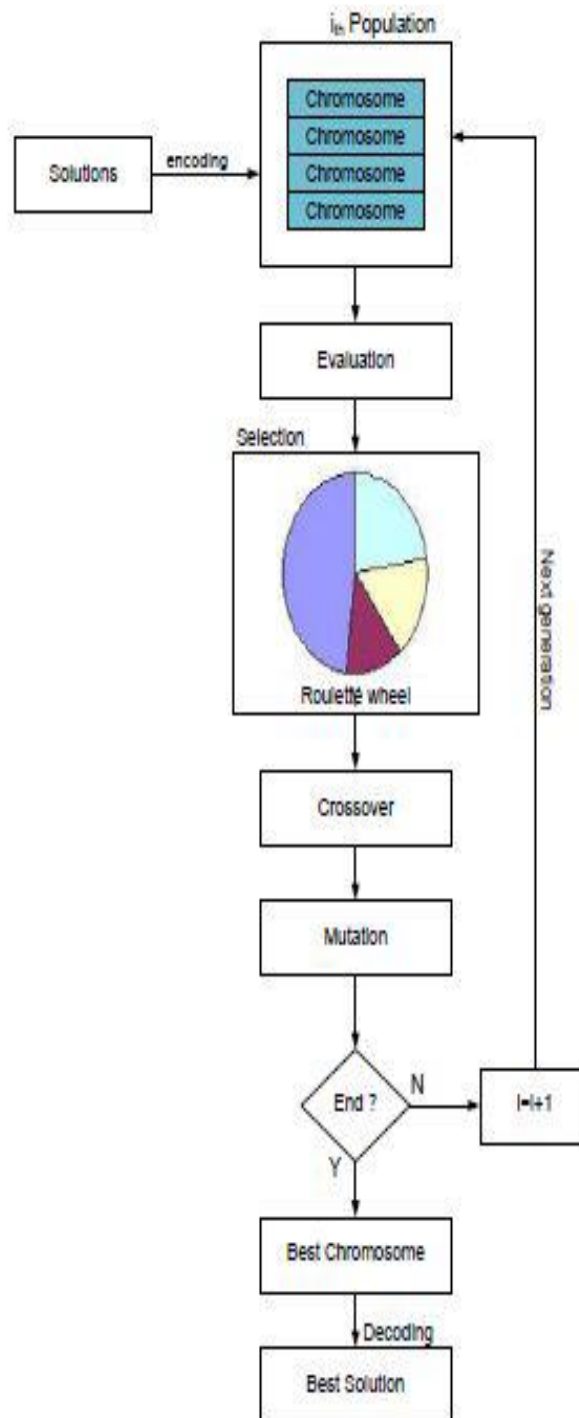 ith Population
Chromosome
Chromosome
Chromosome
Chromosome
Solutions
encoding
Evaluation
Selection
Roulette wheel
Next generation
Crossover
Mutation
End ?
N
I=I+1
Y
Best Chromosome
Decoding
Best Solution